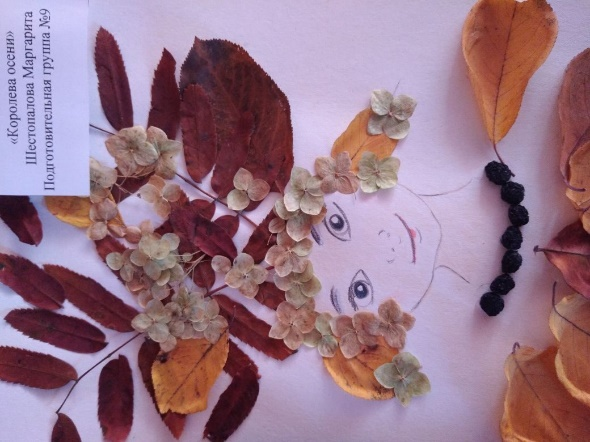 «Королева осени»
Шестопалова Маргарита
Подготовительная группа №9